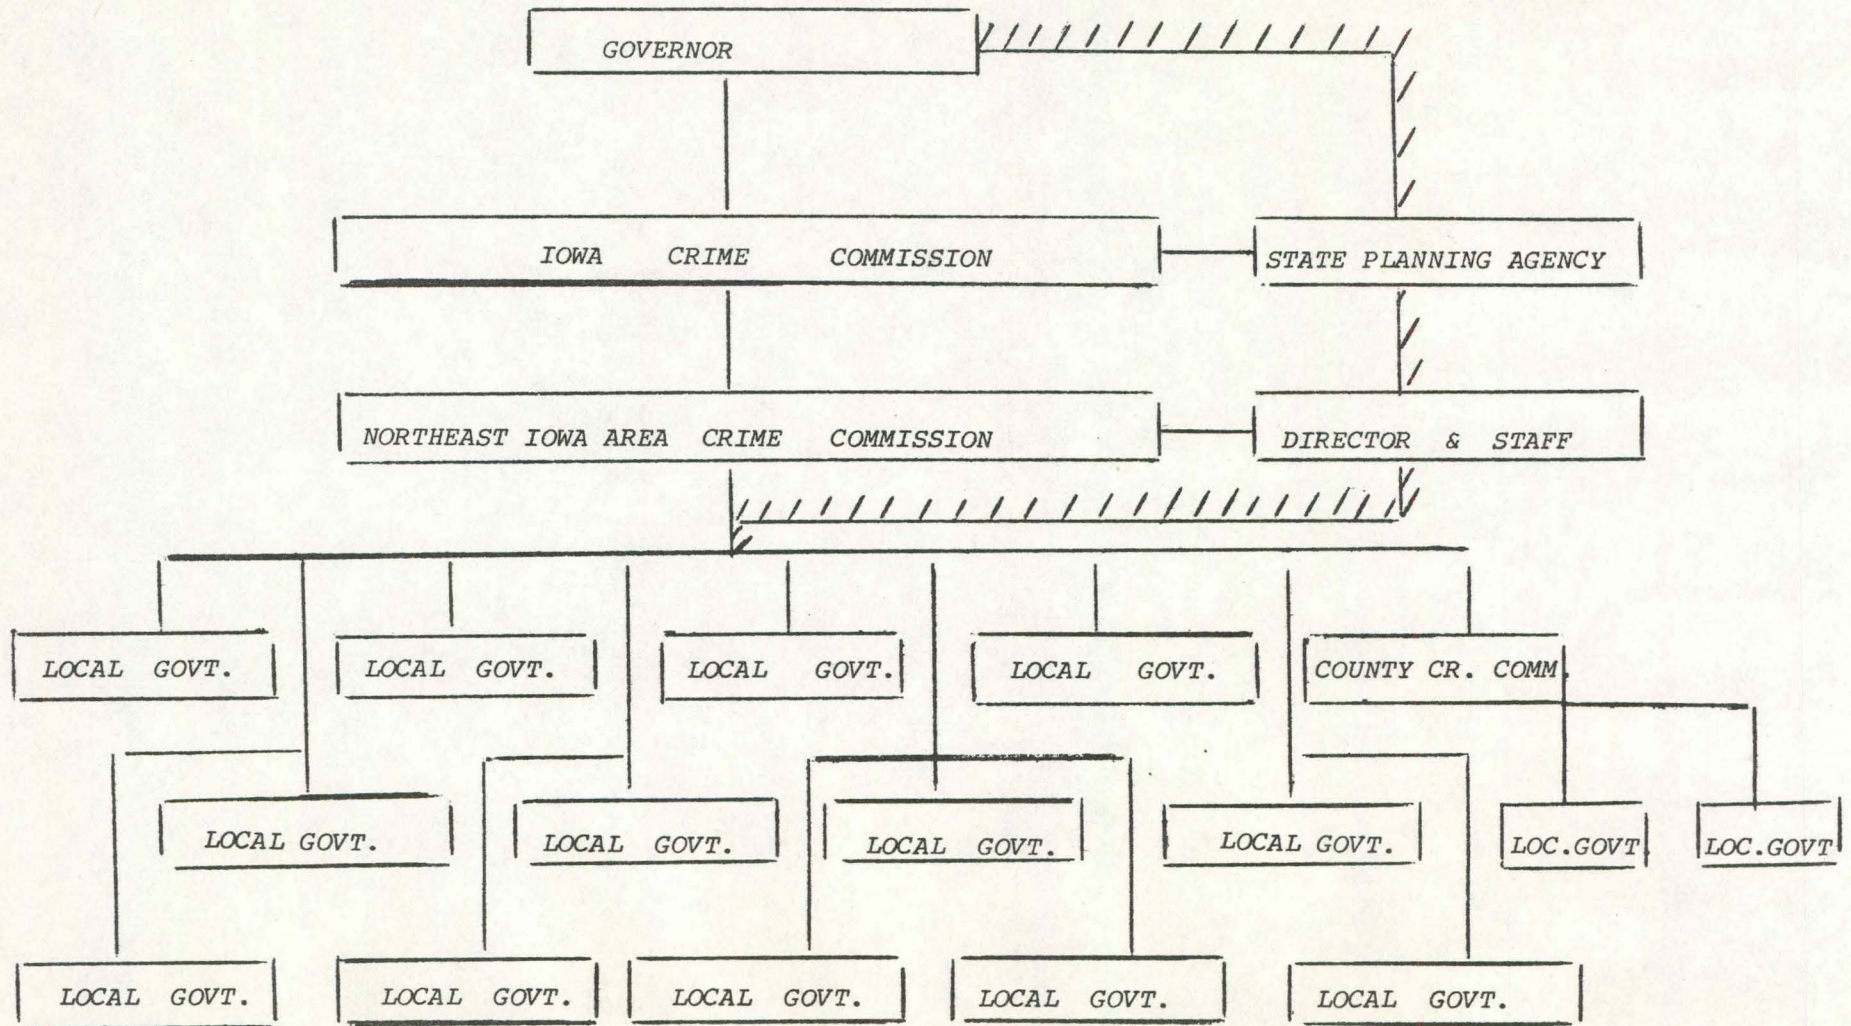 GOVERNOR
IOWA CRIME COMMISSION
STATE PLANNING AGENCY
NORTHEAST IOWA AREA CRIME COMMISSION
DIRECTOR & STAFF
LOCAL GOVT.
LOCAL GOVT.
LOCAL GOVT.
LOCAL GOVT.
COUNTY CR. COMM.
LOCAL GOVT.
LOCAL GOVT.
LOCAL GOVT.
LOCAL GOVT.
LOC.GOVT
LOC.GOVT
LOCAL GOVT.
LOCAL GOVT.
LOCAL GOVT.
LOCAL GOVT.
LOCAL GOVT.